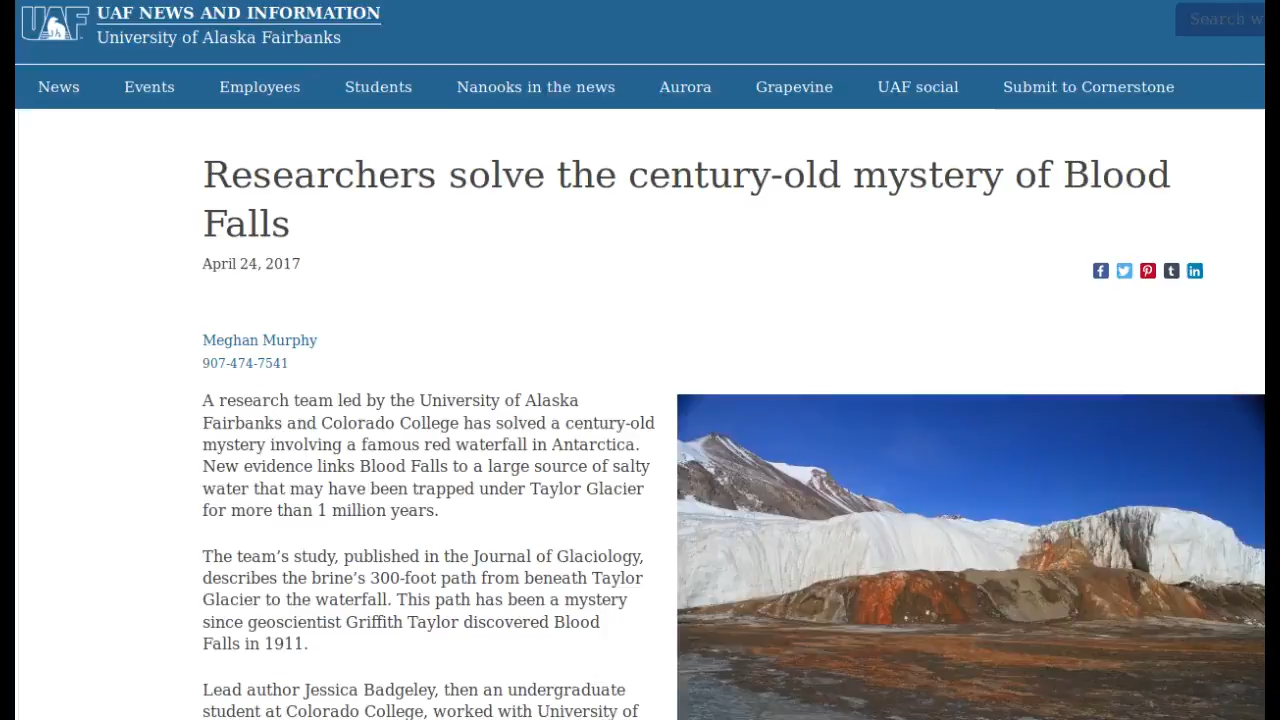 UAF
UAF NEWS AND INFORMATION
University of Alaska Fairbanks
Search w
News Events Employees Students Nanooks in the news Aurora Grapevine UAF social Submit to Cornerstone
Researchers solve the century-old mystery of Blood
Falls
April 24, 2017
Meghan Murphy
907-474-7541
A research team led by the University of Alaska
Fairbanks and Colorado College has solved a century-old
mystery involving a famous red waterfall in Antarctica.
New evidence links Blood Falls to a large source of salty
water that may have been trapped under Taylor Glacier
for more than 1 million years.
The team’s study, published in the Journal of Glaciology,
describes the brine’s 300-foot path from beneath Taylor
Glacier to the waterfall. This path has been a mystery
since geoscientist Griffith Taylor discovered Blood
Falls in 1911.
Lead author Jessica Badgeley, then an undergraduate
student at Colorado College, worked with University of